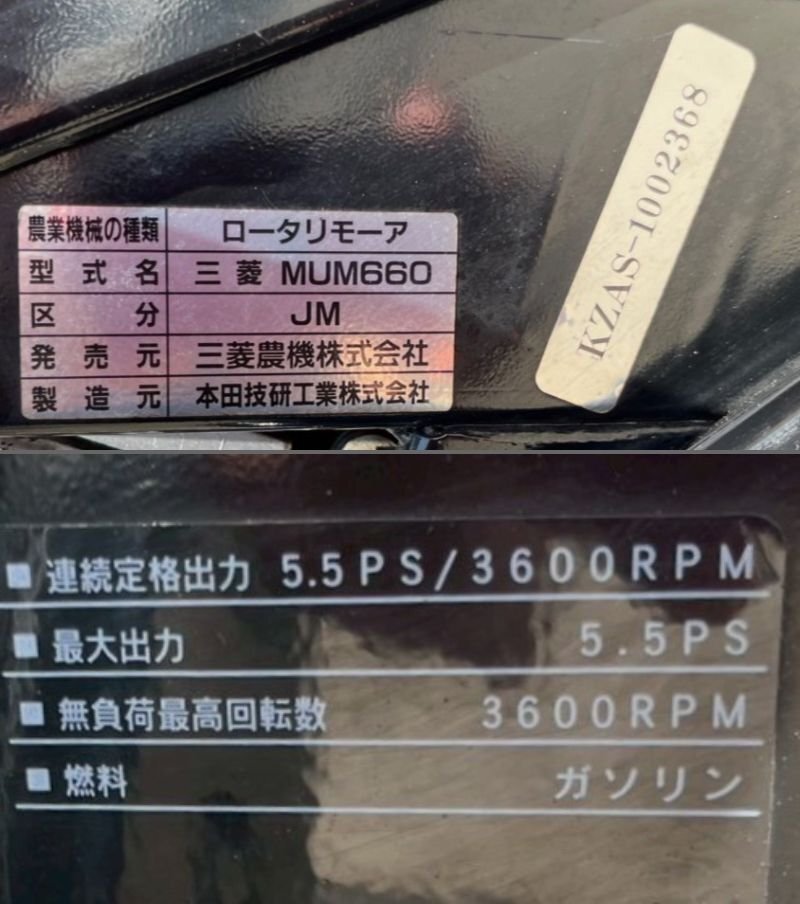 農業機械の種類 ロータリモーア
型式名 三菱 MUM660
区分 JM
発売元 三菱農機株式会社
製造元 本田技研工業株式会社
KZAS-1002368
■ 連続定格出力 5.5PS/3600RPM
■ 最大出力 5.5PS
■ 無負荷最高回転数 3600RPM
■ 燃料 ガソリン